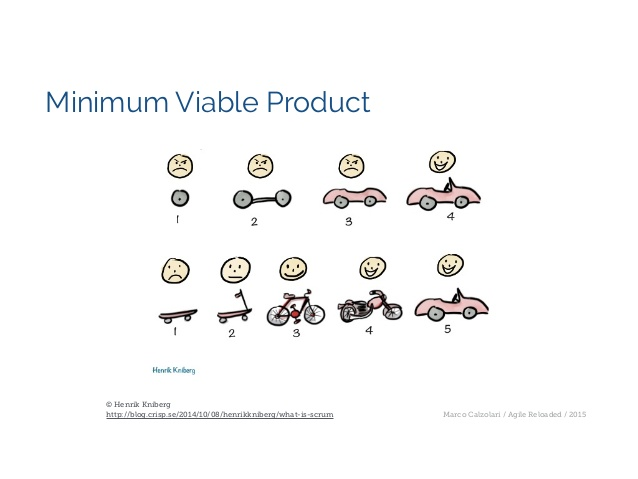 Minimum Viable Product
1 2 3 4
1 2 3 4 5
Henrik Kniberg
© Henrik Kniberg
http://blog.crisp.se/2014/10/08/henrikkniberg/what-is-scrum
Marco Calzolari / Agile Reloaded / 2015